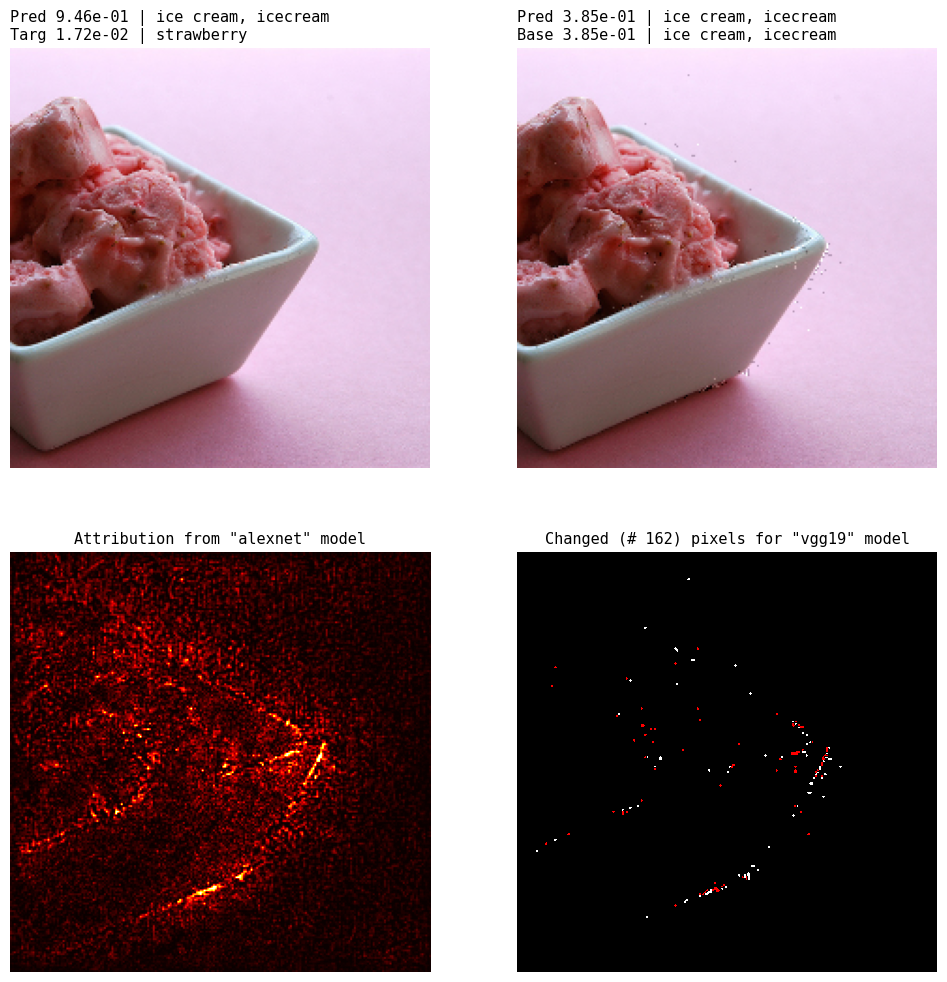 Pred 9.46e-01 | ice cream, icecream
Targ 1.72e-02 | strawberry
Pred 3.85e-01 | ice cream, icecream
Base 3.85e-01 | ice cream, icecream
Attribution from "alexnet" model
Changed (# 162) pixels for "vgg19" model